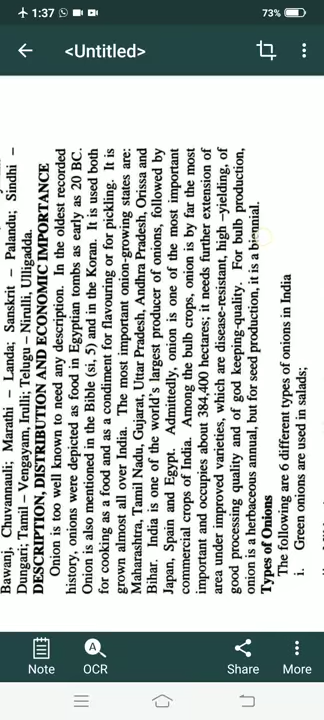 1:37
73%
<Untitled>
Bawanj, Chuvannauli; Marathi – Landa; Sanskrit – Palandu; Sindhi –
Dungari; Tamil – Vengayam, Irulli; Telugu – Nirulli, Ulligadda.
DESCRIPTION, DISTRIBUTION AND ECONOMIC IMPORTANCE
Onion is too well known to need any description. In the oldest recorded
history, onions were depicted as food in Egyptian tombs as early as 20 BC.
Onion is also mentioned in the Bible (si, 5) and in the Koran. It is used both
for cooking as a food and as a condiment for flavouring or for pickling. It is
grown almost all over India. The most important onion-growing states are:
Maharashtra, Tamil Nadu, Gujarat, Uttar Pradesh, Andhra Pradesh, Orissa and
Bihar. India is one of the world's largest producer of onions, followed by
Japan, Spain and Egypt. Admittedly, onion is one of the most important
commercial crops of India. Among the bulb crops, onion is by far the most
important and occupies about 384.400 hectares; it needs further extension of
area under improved varieties, which are disease-resistant, high –yielding, of
good processing quality and of god keeping-quality. For bulb production,
onion is a herbaceous annual, but for seed production, it is a biennial.
Types of Onions
The following are 6 different types of onions in India
i. Green onions are used in salads;
Note
OCR
Share
More